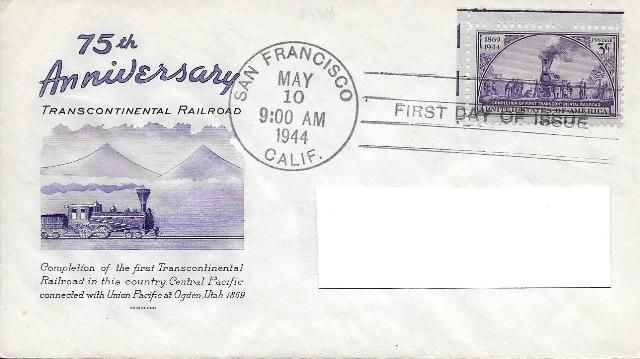 75th
Anniversary
TRANSCONTINENTAL RAILROAD
Completion of the first Transcontinental
Railroad in this country. Central Pacific
connected with Union Pacific at Ogden, Utah 1869
SAN FRANCISCO
MAY
10
9:00 AM
1944
CALIF.
FIRST DAY OF ISSUE
1869
1944
POSTAGE
3¢
COMPLETION OF FIRST TRANSCONTINENTAL RAILROAD
UNITED STATES OF AMERICA